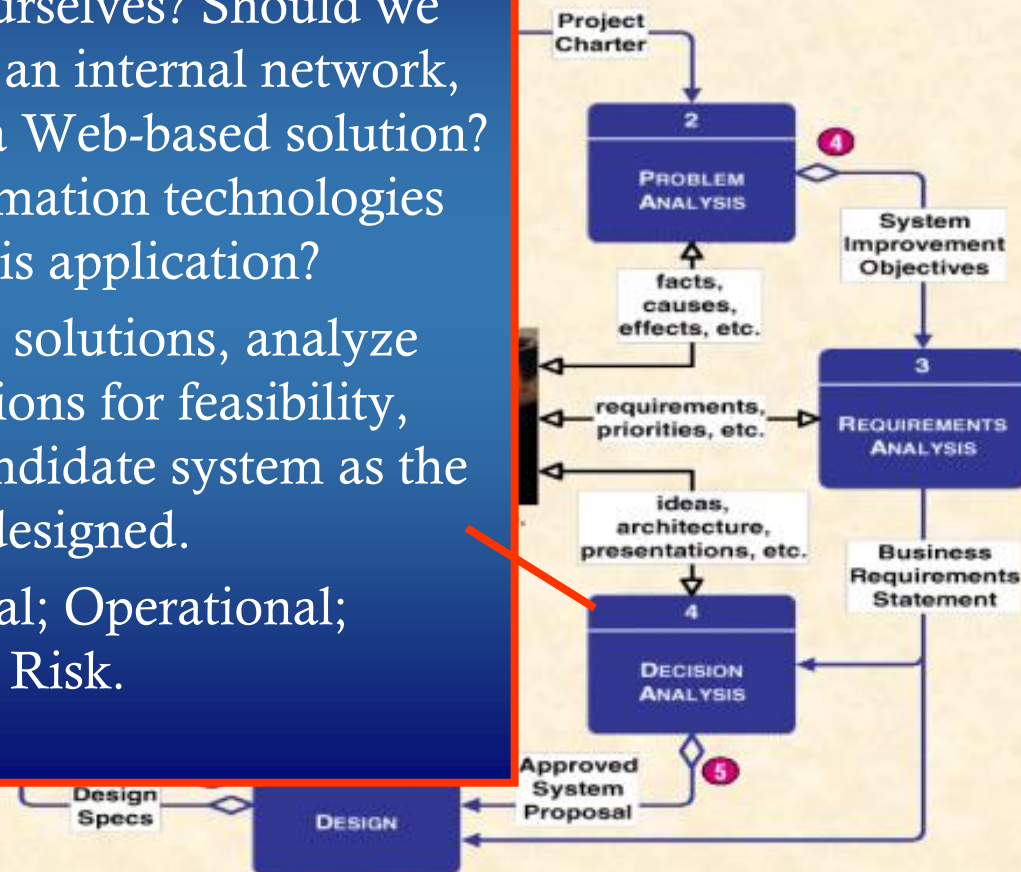 urselves? Should we
an internal network,
a Web-based solution?
mation technologies
is application?
solutions, analyze
ions for feasibility,
ndidate system as the
designed.
al; Operational;
Risk.
Project
Charter
2
PROBLEM
ANALYSIS
4
System
Improvement
Objectives
facts,
causes,
effects, etc.
3
REQUIREMENTS
ANALYSIS
requirements,
priorities, etc.
ideas,
architecture,
presentations, etc.
Business
Requirements
Statement
4
DECISION
ANALYSIS
5
Approved
System
Proposal
Design
Specs
DESIGN